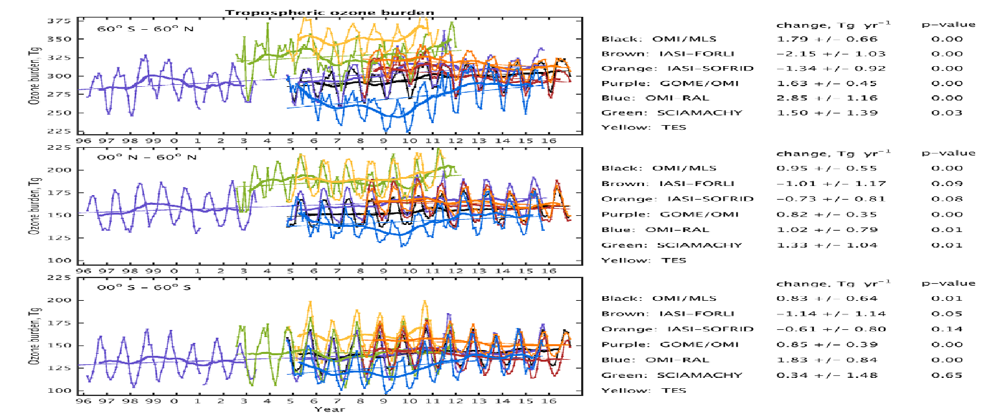 Tropospheric ozone burden
60° S – 60° N
375
350
325
300
275
250
225
Ozone burden, Tg
96 97 98 99 0 1 2 3 4 5 6 7 8 9 10 11 12 13 14 15 16
change, Tg yr⁻¹ p–value
Black: OMI/MLS 1.79 +/– 0.66 0.00
Brown: IASI–FORLI –2.15 +/– 1.03 0.00
Orange: IASI–SOFRID –1.34 +/– 0.92 0.00
Purple: GOME/OMI 1.63 +/– 0.45 0.00
Blue: OMI–RAL 2.85 +/– 1.16 0.00
Green: SCIAMACHY 1.50 +/– 1.39 0.03
Yellow: TES
00° N – 60° N
225
200
175
150
125
100
Ozone burden, Tg
96 97 98 99 0 1 2 3 4 5 6 7 8 9 10 11 12 13 14 15 16
change, Tg yr⁻¹ p–value
Black: OMI/MLS 0.95 +/– 0.55 0.00
Brown: IASI–FORLI –1.01 +/– 1.17 0.09
Orange: IASI–SOFRID –0.73 +/– 0.81 0.08
Purple: GOME/OMI 0.82 +/– 0.35 0.00
Blue: OMI–RAL 1.02 +/– 0.79 0.01
Green: SCIAMACHY 1.33 +/– 1.04 0.01
Yellow: TES
00° S – 60° S
225
200
175
150
125
100
Ozone burden, Tg
96 97 98 99 0 1 2 3 4 5 6 7 8 9 10 11 12 13 14 15 16
Year
change, Tg yr⁻¹ p–value
Black: OMI/MLS 0.83 +/– 0.64 0.01
Brown: IASI–FORLI –1.14 +/– 1.14 0.05
Orange: IASI–SOFRID –0.61 +/– 0.80 0.14
Purple: GOME/OMI 0.85 +/– 0.39 0.00
Blue: OMI–RAL 1.83 +/– 0.84 0.00
Green: SCIAMACHY 0.34 +/– 1.48 0.65
Yellow: TES